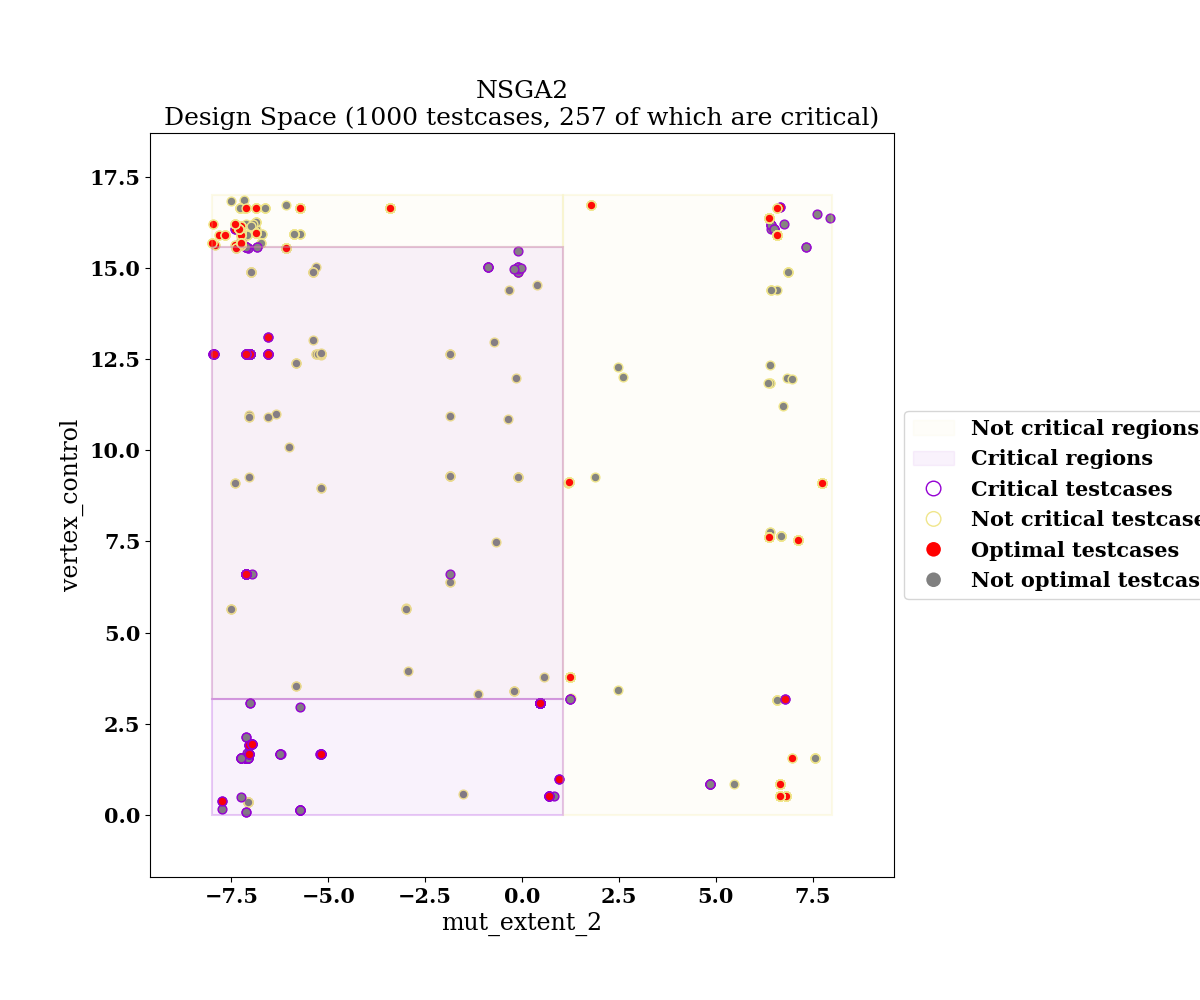 NSGA2
Design Space (1000 testcases, 257 of which are critical)
17.5
15.0
12.5
10.0
7.5
5.0
2.5
0.0
vertex_control
−7.5
−5.0
−2.5
0.0
2.5
5.0
7.5
mut_extent_2
Not critical regions
Critical regions
Critical testcases
Not critical testcase
Optimal testcases
Not optimal testcas